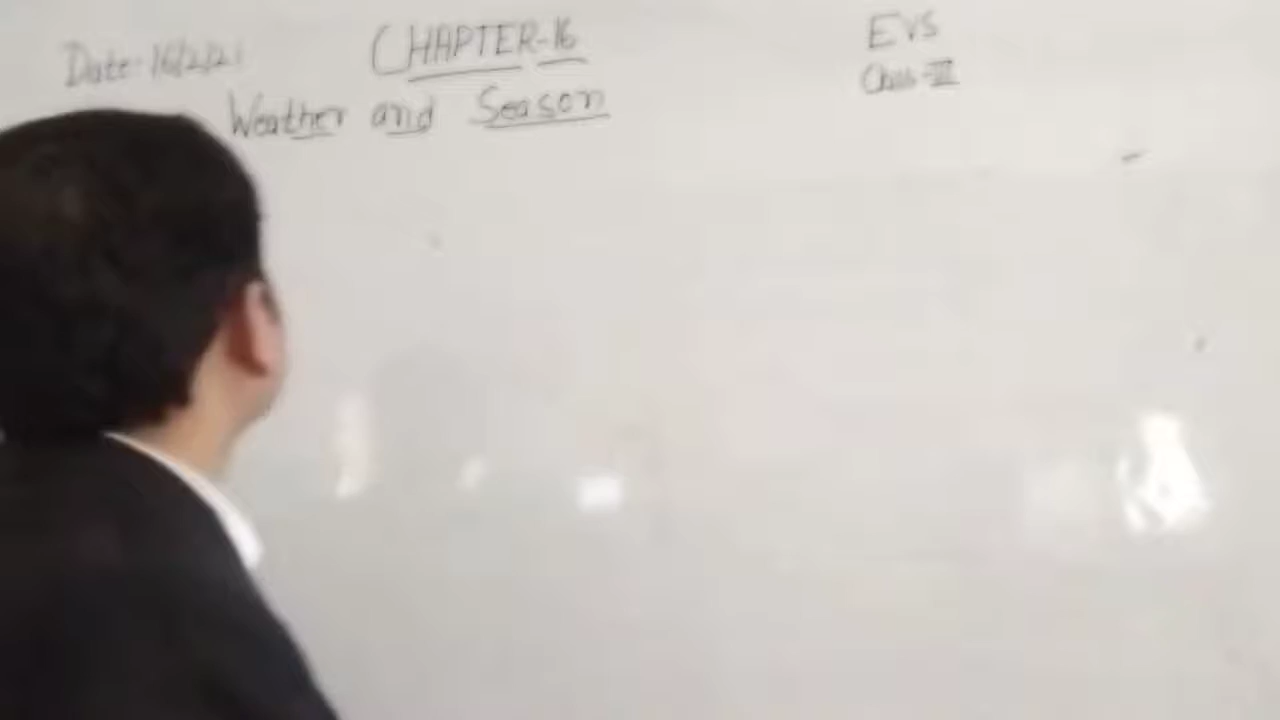 Date-16/2/21
CHAPTER-16
Weather and Season
EVS
Class-III